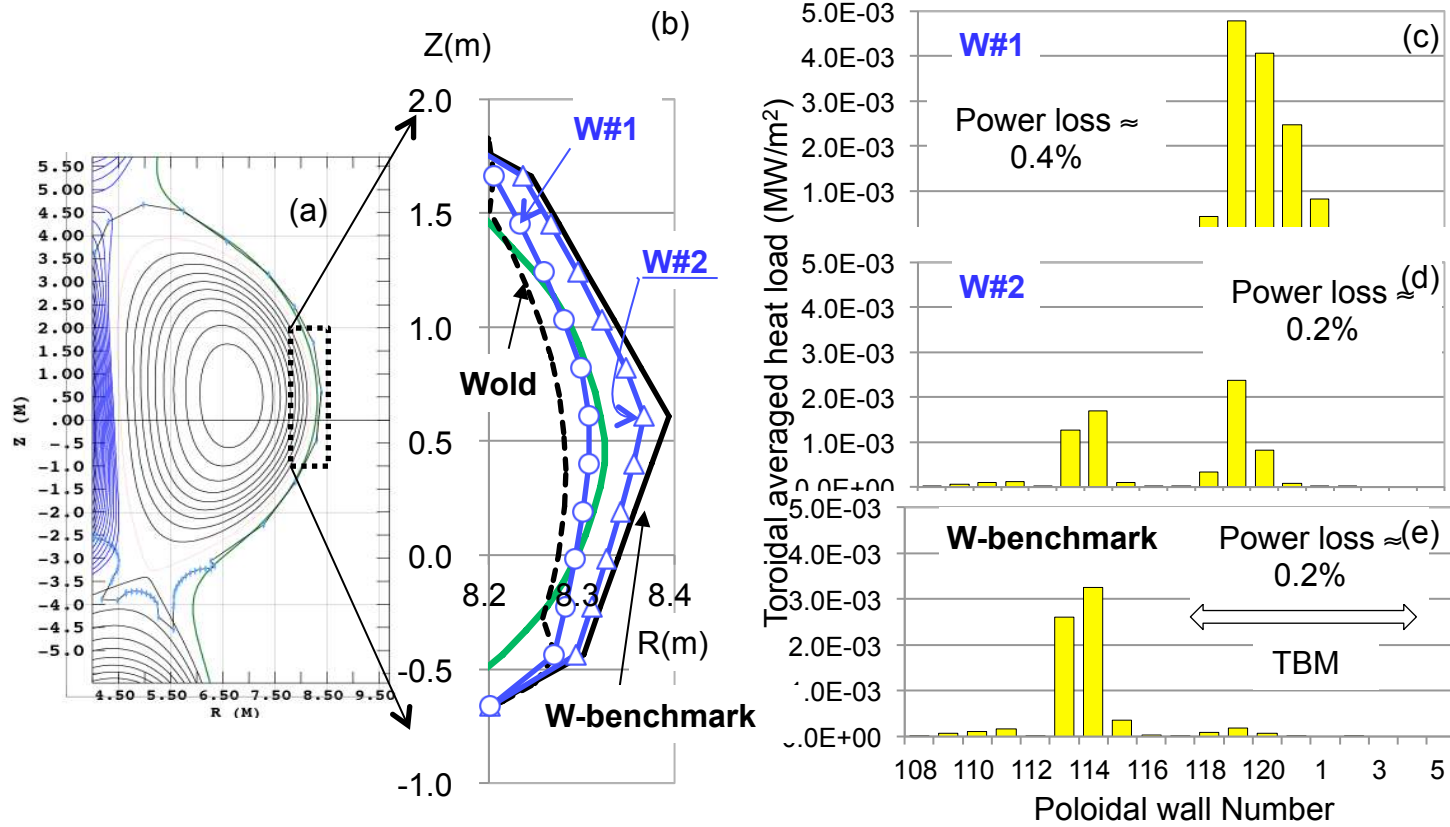 (a)
5.50
5.00
4.50
4.00
3.50
3.00
2.50
2.00
1.50
1.00
.50
.00
-.5
-1.0
-1.5
-2.0
-2.5
-3.0
-3.5
-4.0
-4.5
-5.0
Z (M)
4.50 5.50 6.50 7.50 8.50 9.50
R (M)
(b)
Z(m)
2.0
1.5
1.0
0.5
0.0
-0.5
-1.0
8.2 8.3 8.4
R(m)
W#1
W#2
Wold
W-benchmark
Toroidal averaged heat load (MW/m²)
5.0E-03
4.0E-03
3.0E-03
2.0E-03
1.0E-03
W#1
(c)
Power loss ≈
0.4%
5.0E-03
4.0E-03
3.0E-03
2.0E-03
1.0E-03
0.0E+00
W#2
(d)
Power loss ≈
0.2%
5.0E-03
4.0E-03
3.0E-03
2.0E-03
1.0E-03
0.0E+00
W-benchmark
(e)
Power loss ≈
0.2%
TBM
108 110 112 114 116 118 120 1 3 5
Poloidal wall Number